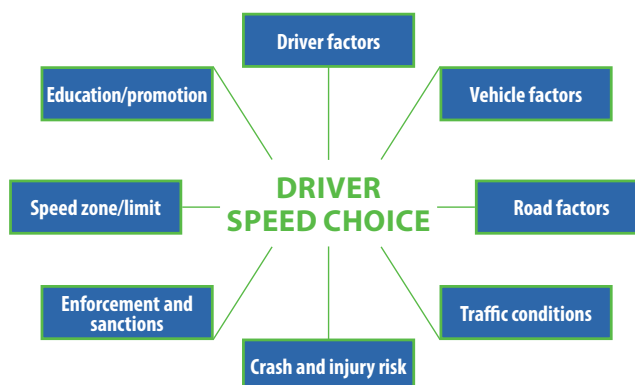 Driver factors
Education/promotion
Vehicle factors
DRIVER
SPEED CHOICE
Speed zone/limit
Road factors
Enforcement and
sanctions
Traffic conditions
Crash and injury risk